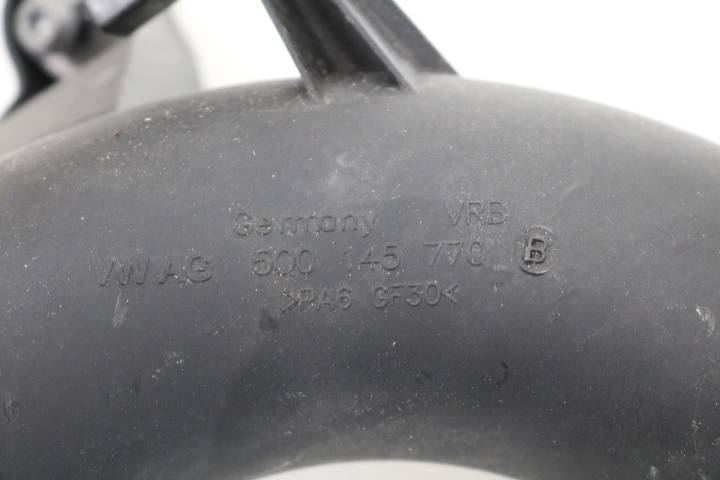 Germany VRB
VW AG 5Q0 145 770 B
>PA6 GF30<